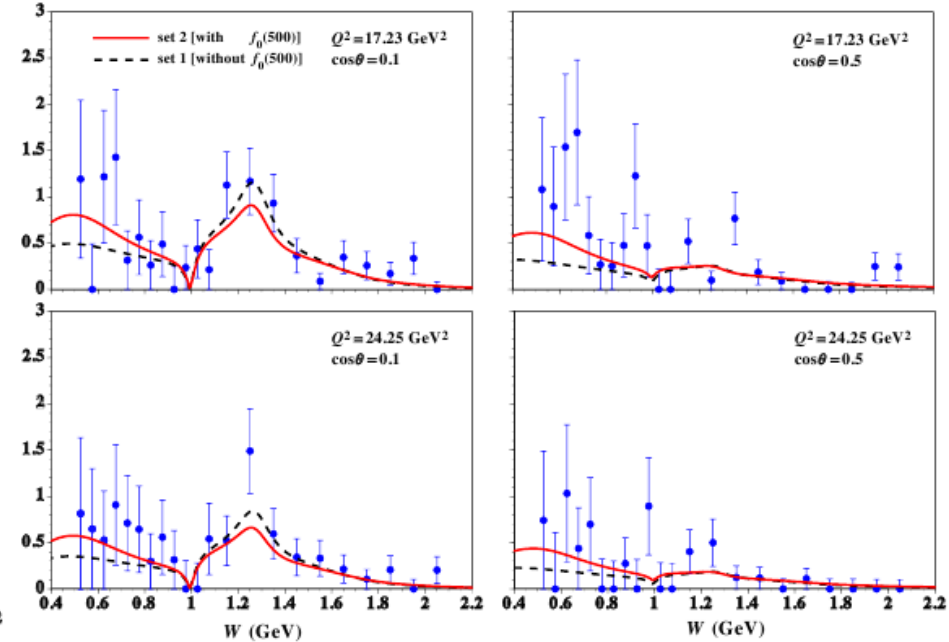 3
2.5
2
1.5
1
0.5
0
set 2 [with f0(500)]
set 1 [without f0(500)]
Q²=17.23 GeV²
cosθ=0.1
Q²=17.23 GeV²
cosθ=0.5
3
2.5
2
1.5
1
0.5
0
Q²=24.25 GeV²
cosθ=0.1
Q²=24.25 GeV²
cosθ=0.5
0.4 0.6 0.8 1 1.2 1.4 1.6 1.8 2 2.2
0.4 0.6 0.8 1 1.2 1.4 1.6 1.8 2 2.2
W (GeV)
W (GeV)